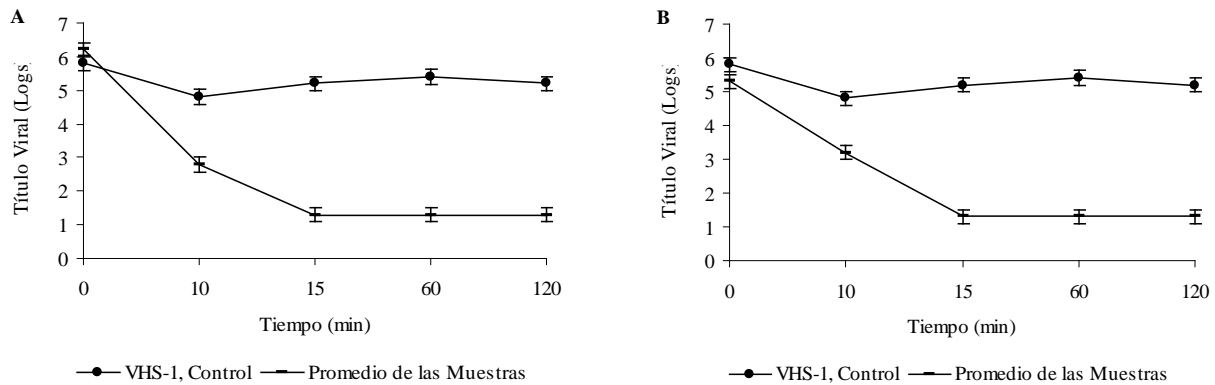 A
Título Viral (Logs)
7
6
5
4
3
2
1
0
0 10 15 60 120
Tiempo (min)
VHS-1, Control Promedio de las Muestras
B
Título Viral (Logs)
7
6
5
4
3
2
1
0
0 10 15 60 120
Tiempo (min)
VHS-1, Control Promedio de las Muestras